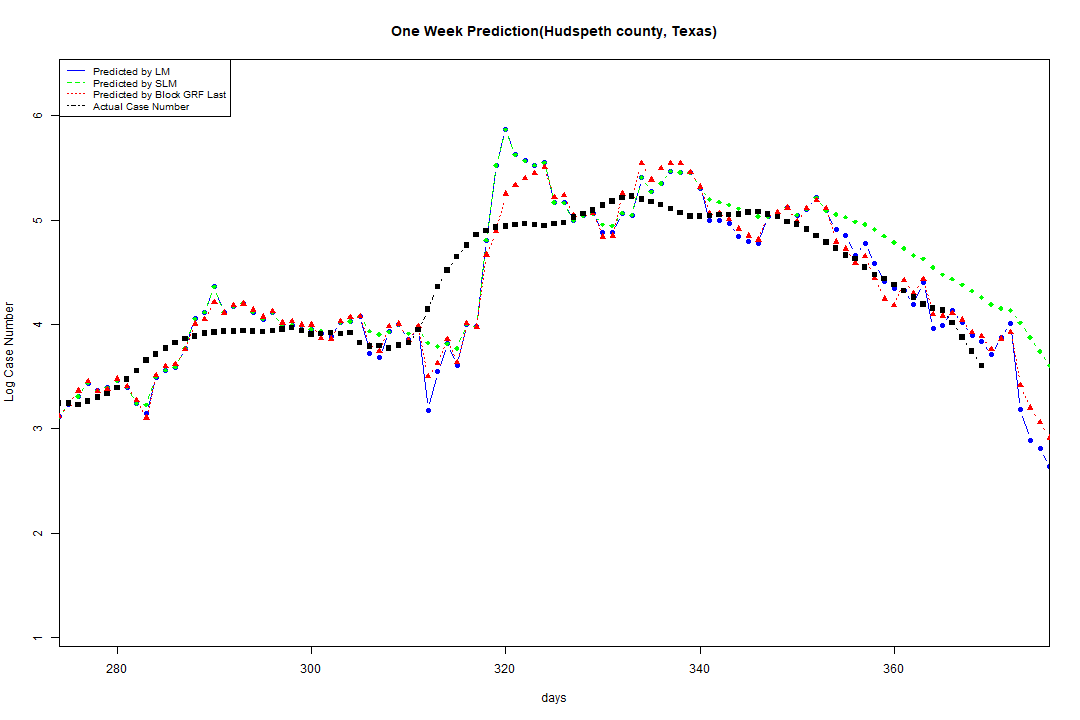 One Week Prediction(Hudspeth county, Texas)
Predicted by LM
Predicted by SLM
Predicted by Block GRF Last
Actual Case Number
6
5
4
3
2
1
Log Case Number
280 300 320 340 360
days